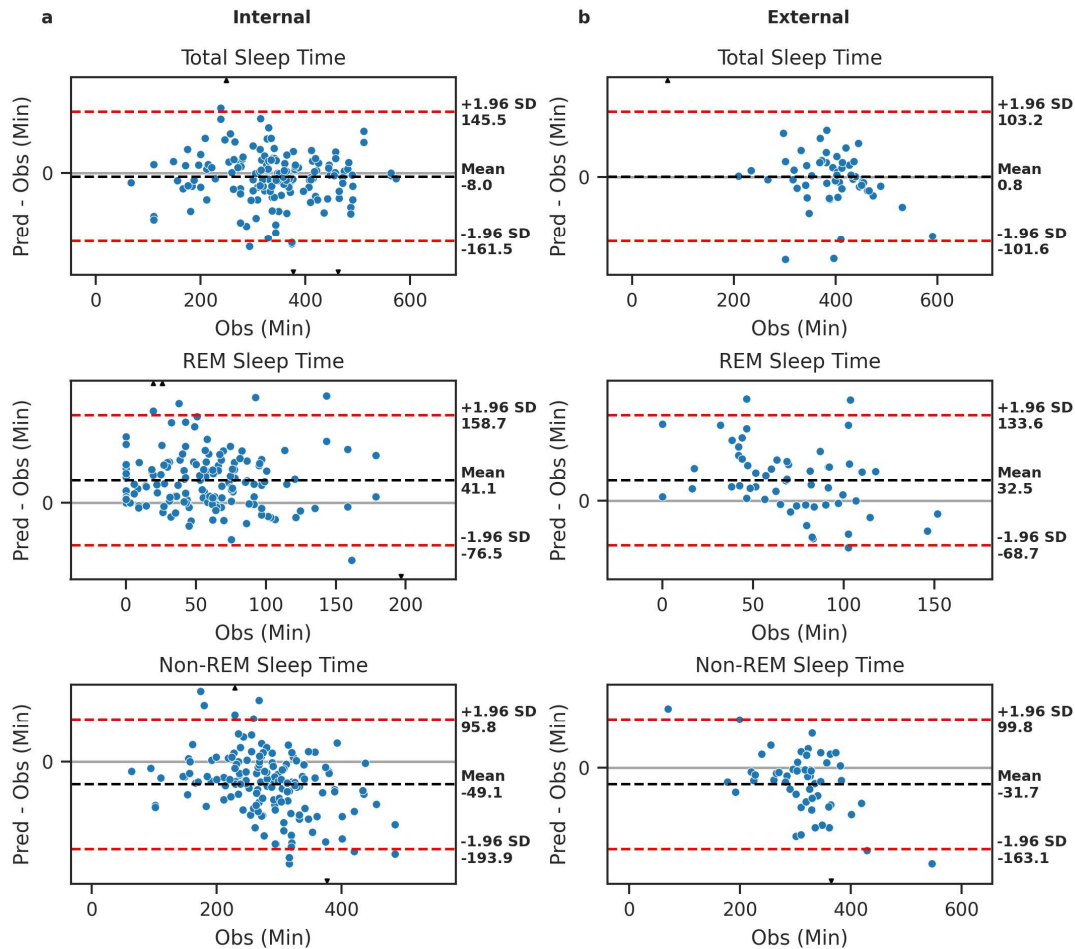 a Internal b External
Total Sleep Time Total Sleep Time
Pred - Obs (Min)
0
+1.96 SD
145.5
Mean
-8.0
-1.96 SD
-161.5
0 200 400 600
Obs (Min)
Pred - Obs (Min)
0
+1.96 SD
103.2
Mean
0.8
-1.96 SD
-101.6
0 200 400 600
Obs (Min)
REM Sleep Time REM Sleep Time
Pred - Obs (Min)
0
+1.96 SD
158.7
Mean
41.1
-1.96 SD
-76.5
0 50 100 150 200
Obs (Min)
Pred - Obs (Min)
0
+1.96 SD
133.6
Mean
32.5
-1.96 SD
-68.7
0 50 100 150
Obs (Min)
Non-REM Sleep Time Non-REM Sleep Time
Pred - Obs (Min)
0
+1.96 SD
95.8
Mean
-49.1
-1.96 SD
-193.9
0 200 400
Obs (Min)
Pred - Obs (Min)
0
+1.96 SD
99.8
Mean
-31.7
-1.96 SD
-163.1
0 200 400 600
Obs (Min)